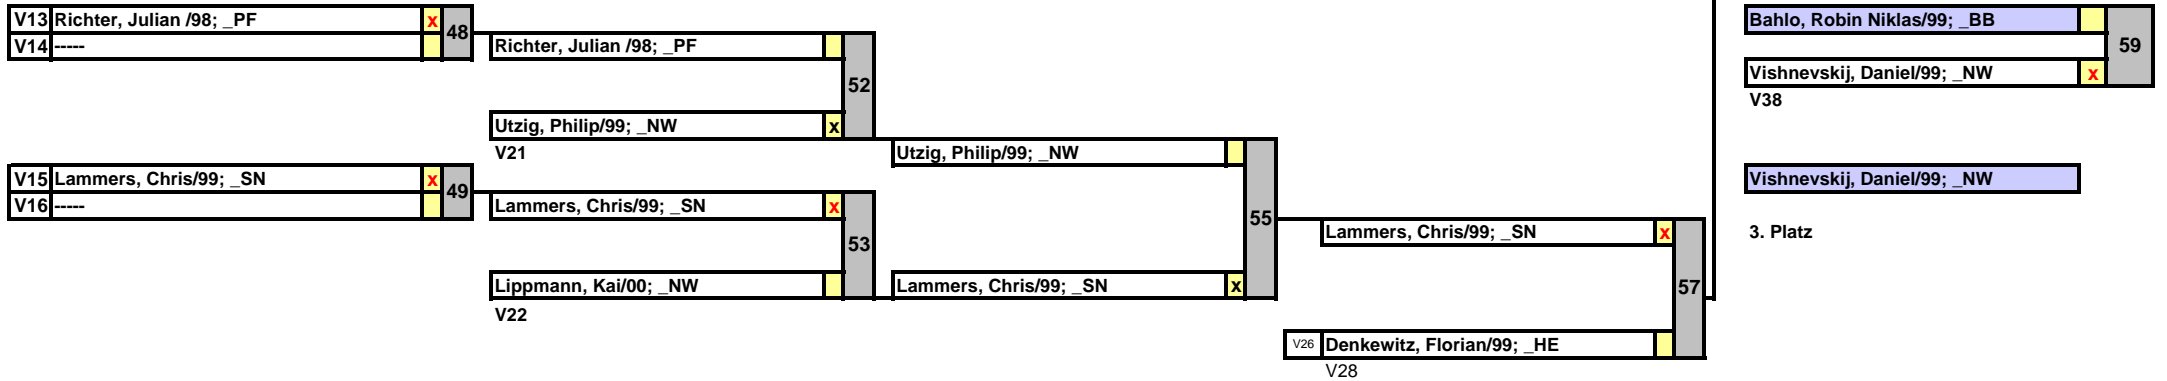 V13 Richter, Julian /98; _PF x 48
V14 -----
Richter, Julian /98; _PF
52
Utzig, Philip/99; _NW x
V21
V15 Lammers, Chris/99; _SN x 49
V16 -----
Lammers, Chris/99; _SN x
53
Lippmann, Kai/00; _NW
V22
Utzig, Philip/99; _NW
55
Lammers, Chris/99; _SN x
Lammers, Chris/99; _SN x
57
V26 Denkewitz, Florian/99; _HE
V28
Bahlo, Robin Niklas/99; _BB
59
Vishnevskij, Daniel/99; _NW x
V38
Vishnevskij, Daniel/99; _NW
3. Platz